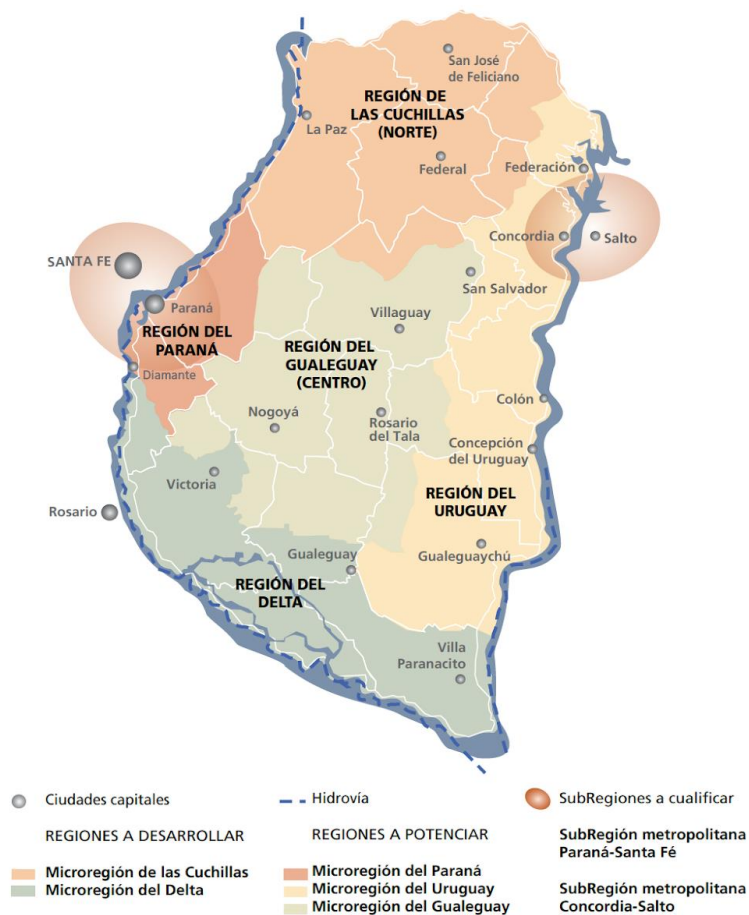 San José
de Feliciano
REGIÓN DE
LAS CUCHILLAS
(NORTE)
La Paz
Federal
Federación
SANTA FE
Concordia
Salto
San Salvador
Paraná
Villaguay
REGIÓN DEL
PARANÁ
REGIÓN DEL
GUALEGUAY
(CENTRO)
Diamante
Colón
Nogoyá
Rosario
del Tala
Concepción
del Uruguay
Victoria
REGIÓN DEL
URUGUAY
Rosario
Gualeguay
Gualeguaychú
REGIÓN DEL
DELTA
Villa
Paranacito
Ciudades capitales
Hidrovía
SubRegiones a cualificar
REGIONES A DESARROLLAR
REGIONES A POTENCIAR
SubRegión metropolitana
Paraná-Santa Fé
Microregión de las Cuchillas
Microregión del Delta
Microregión del Paraná
Microregión del Uruguay
Microregión del Gualeguay
SubRegión metropolitana
Concordia-Salto